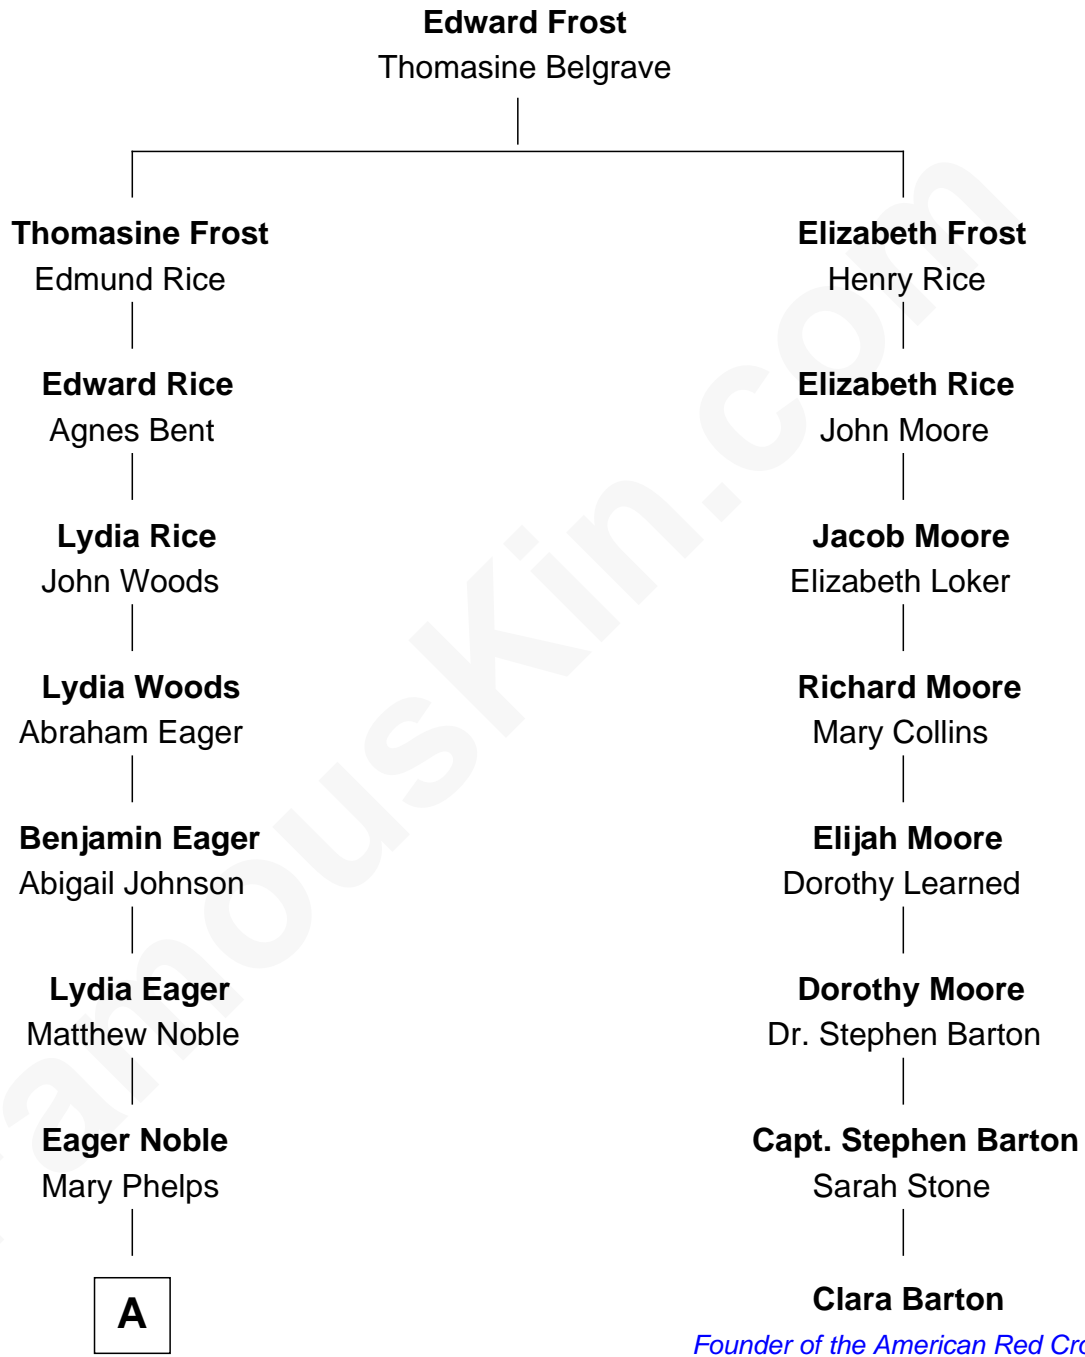 Edward Frost
Thomasine Belgrave
Thomasine Frost
Edmund Rice
Elizabeth Frost
Henry Rice
Edward Rice
Agnes Bent
Elizabeth Rice
John Moore
Lydia Rice
John Woods
Jacob Moore
Elizabeth Loker
Lydia Woods
Abraham Eager
Richard Moore
Mary Collins
Benjamin Eager
Abigail Johnson
Elijah Moore
Dorothy Learned
Lydia Eager
Matthew Noble
Dorothy Moore
Dr. Stephen Barton
Eager Noble
Mary Phelps
Capt. Stephen Barton
Sarah Stone
A
Clara Barton
Founder of the American Red Cro
amouskin.com